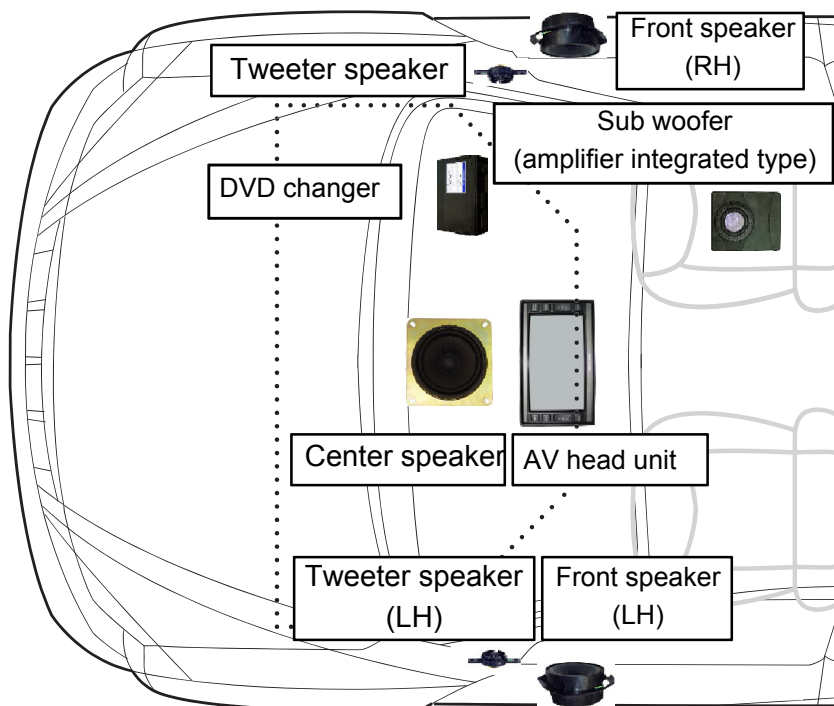 Front speaker
(RH)
Tweeter speaker
Sub woofer
(amplifier integrated type)
DVD changer
Center speaker
AV head unit
Tweeter speaker
(LH)
Front speaker
(LH)